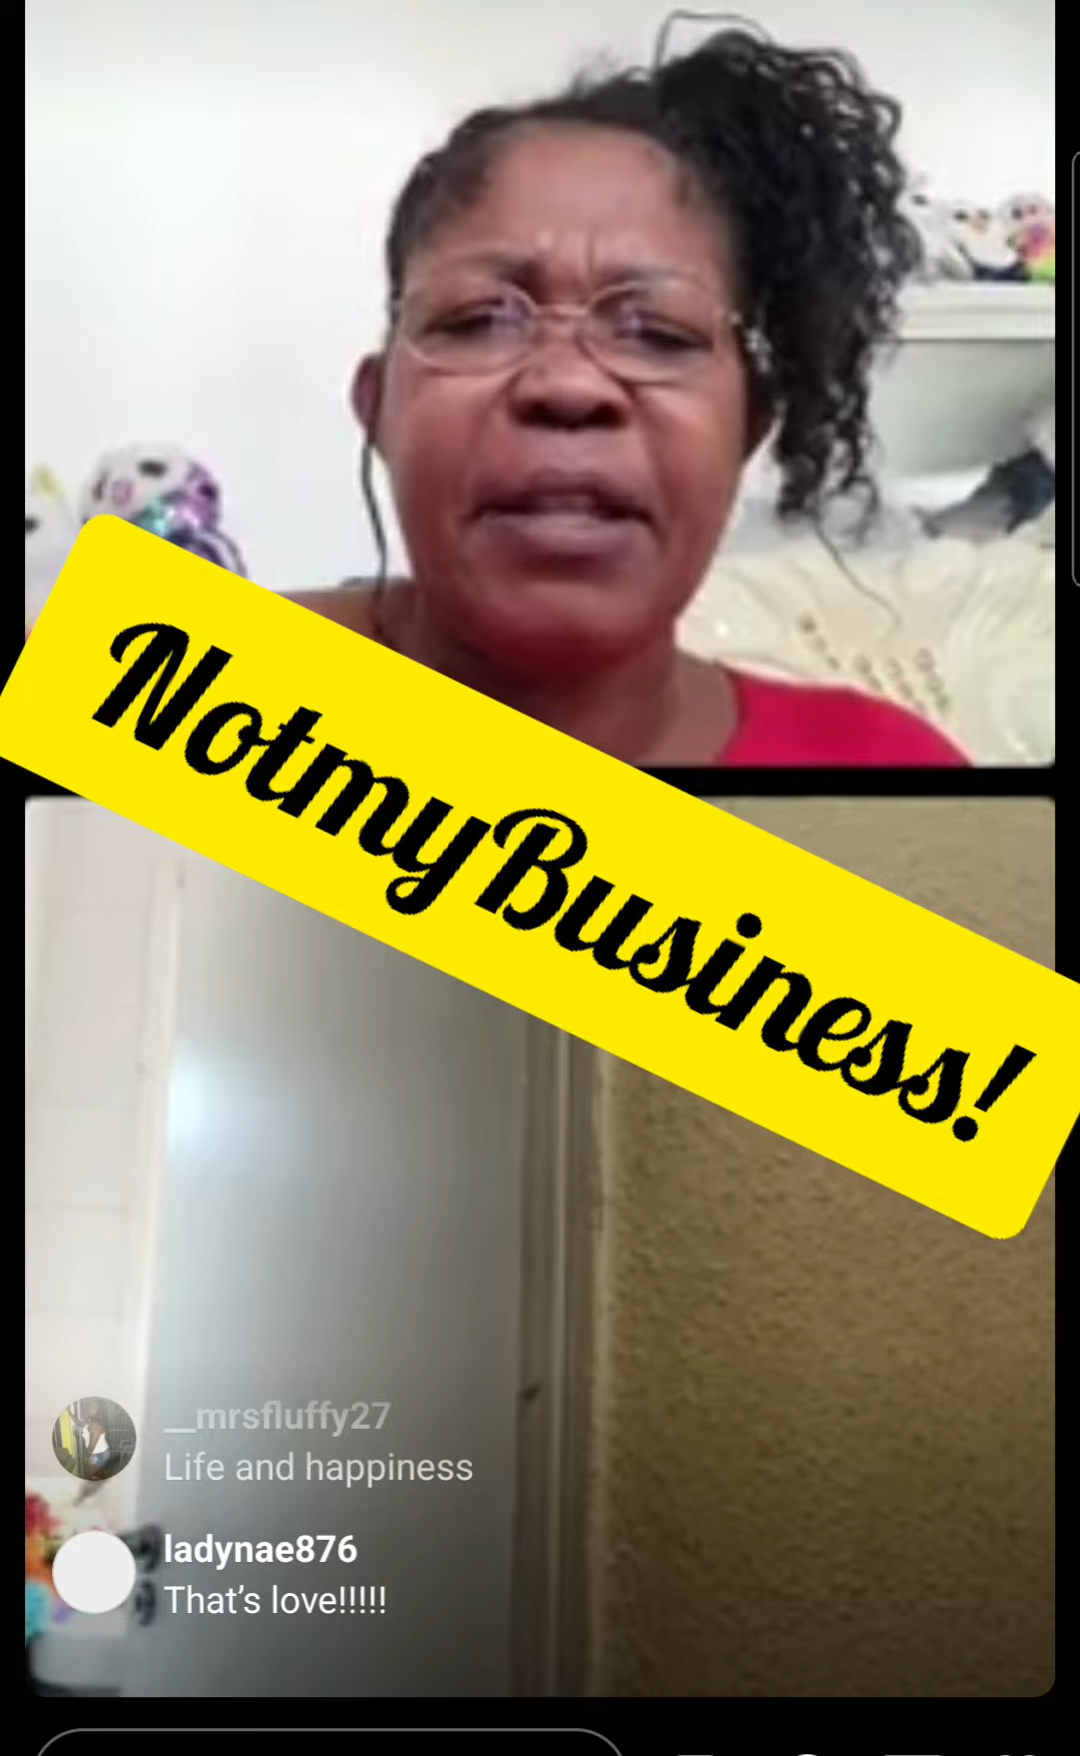 NotmyBusiness!
__mrsfluffy27
Life and happiness
ladynae876
That's love!!!!!